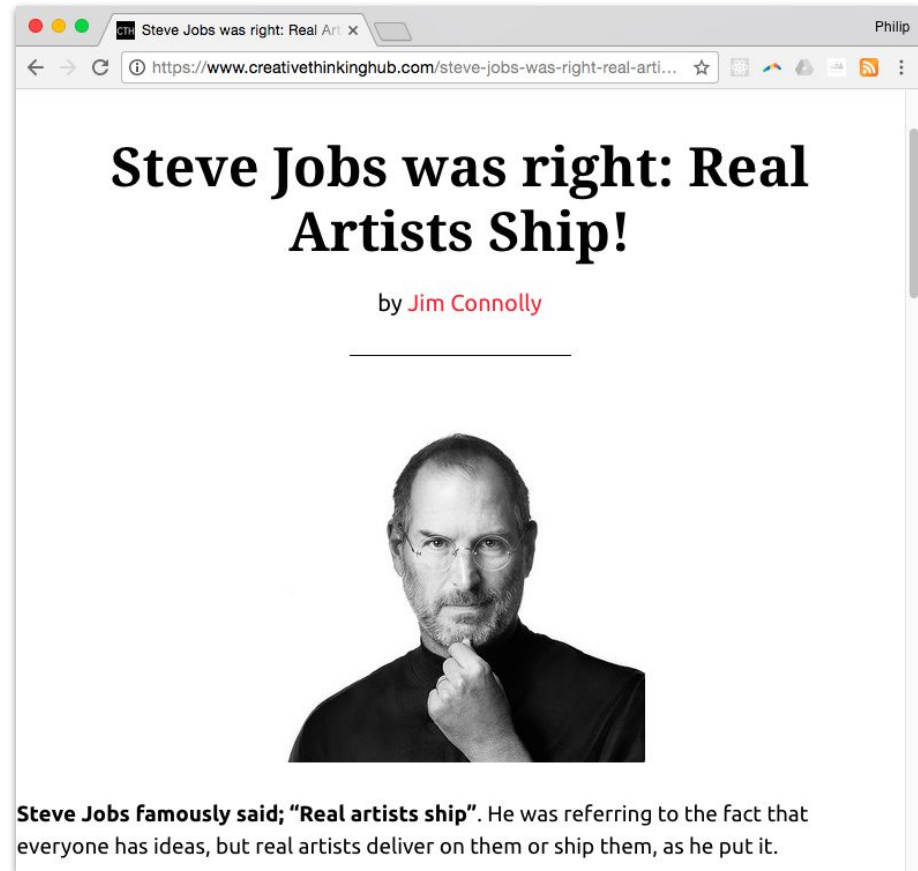 CTH Steve Jobs was right: Real Art
Philip
https://www.creativethinkinghub.com/steve-jobs-was-right-real-arti...
Steve Jobs was right: Real
Artists Ship!
by Jim Connolly
Steve Jobs famously said; “Real artists ship”. He was referring to the fact that
everyone has ideas, but real artists deliver on them or ship them, as he put it.